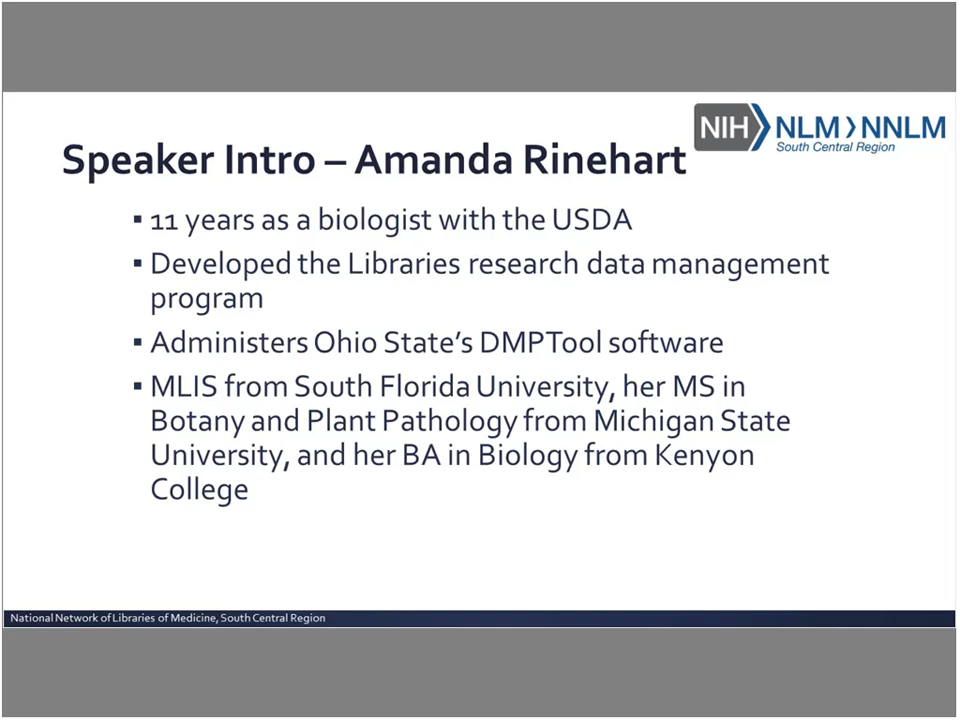 NIH NLM NNLM
South Central Region
Speaker Intro – Amanda Rinehart
▪ 11 years as a biologist with the USDA
▪ Developed the Libraries research data management
program
▪ Administers Ohio State’s DMPTool software
▪ MLIS from South Florida University, her MS in
Botany and Plant Pathology from Michigan State
University, and her BA in Biology from Kenyon
College
National Network of Libraries of Medicine, South Central Region